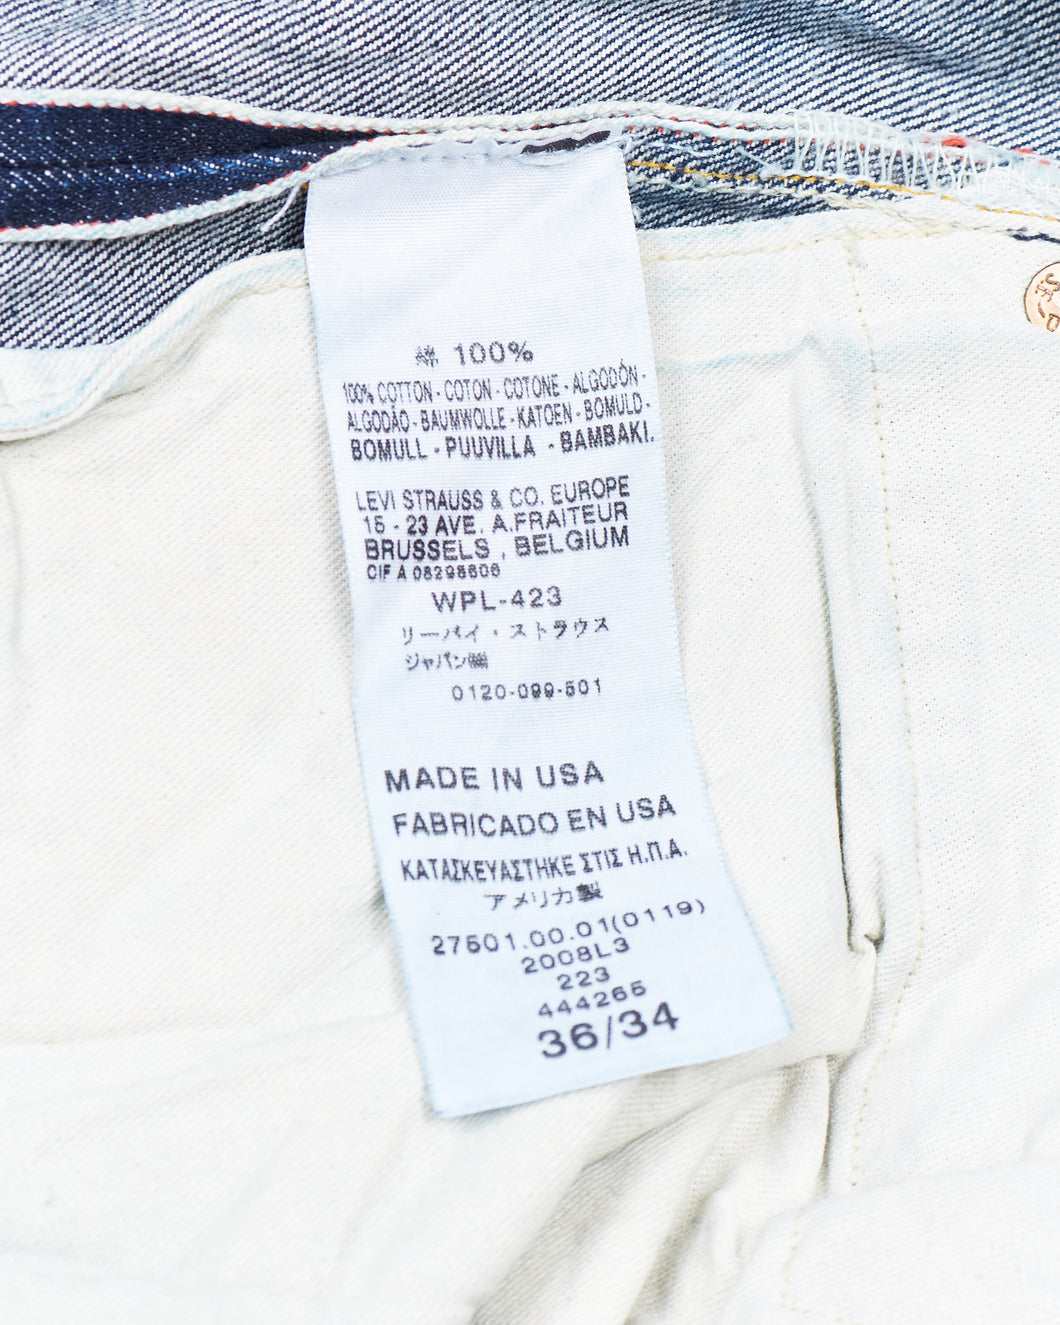 綿 100%
100% COTTON - COTON - COTONE - ALGODÓN -
ALGODÃO - BAUMWOLLE - KATOEN - BOMULD -
BOMULL - PUUVILLA - BAMBAKI.
LEVI STRAUSS & CO. EUROPE
15 - 23 AVE. A.FRAITEUR
BRUSSELS , BELGIUM
CIF A 08298606
WPL-423
リーバイ・ストラウス
ジャパン㈱
0120-099-501
MADE IN USA
FABRICADO EN USA
ΚΑΤΑΣΚΕΥΑΣΤΗΚΕ ΣΤΙΣ Η.Π.Α.
アメリカ製
27501.00.01(0119)
2008L3
223
444265
36/34